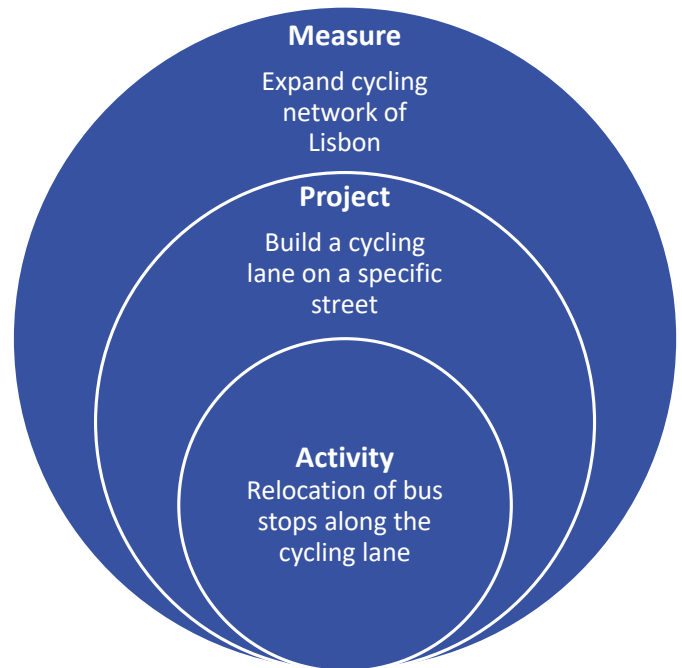 Measure
Expand cycling
network of
Lisbon
Project
Build a cycling
lane on a specific
street
Activity
Relocation of bus
stops along the
cycling lane